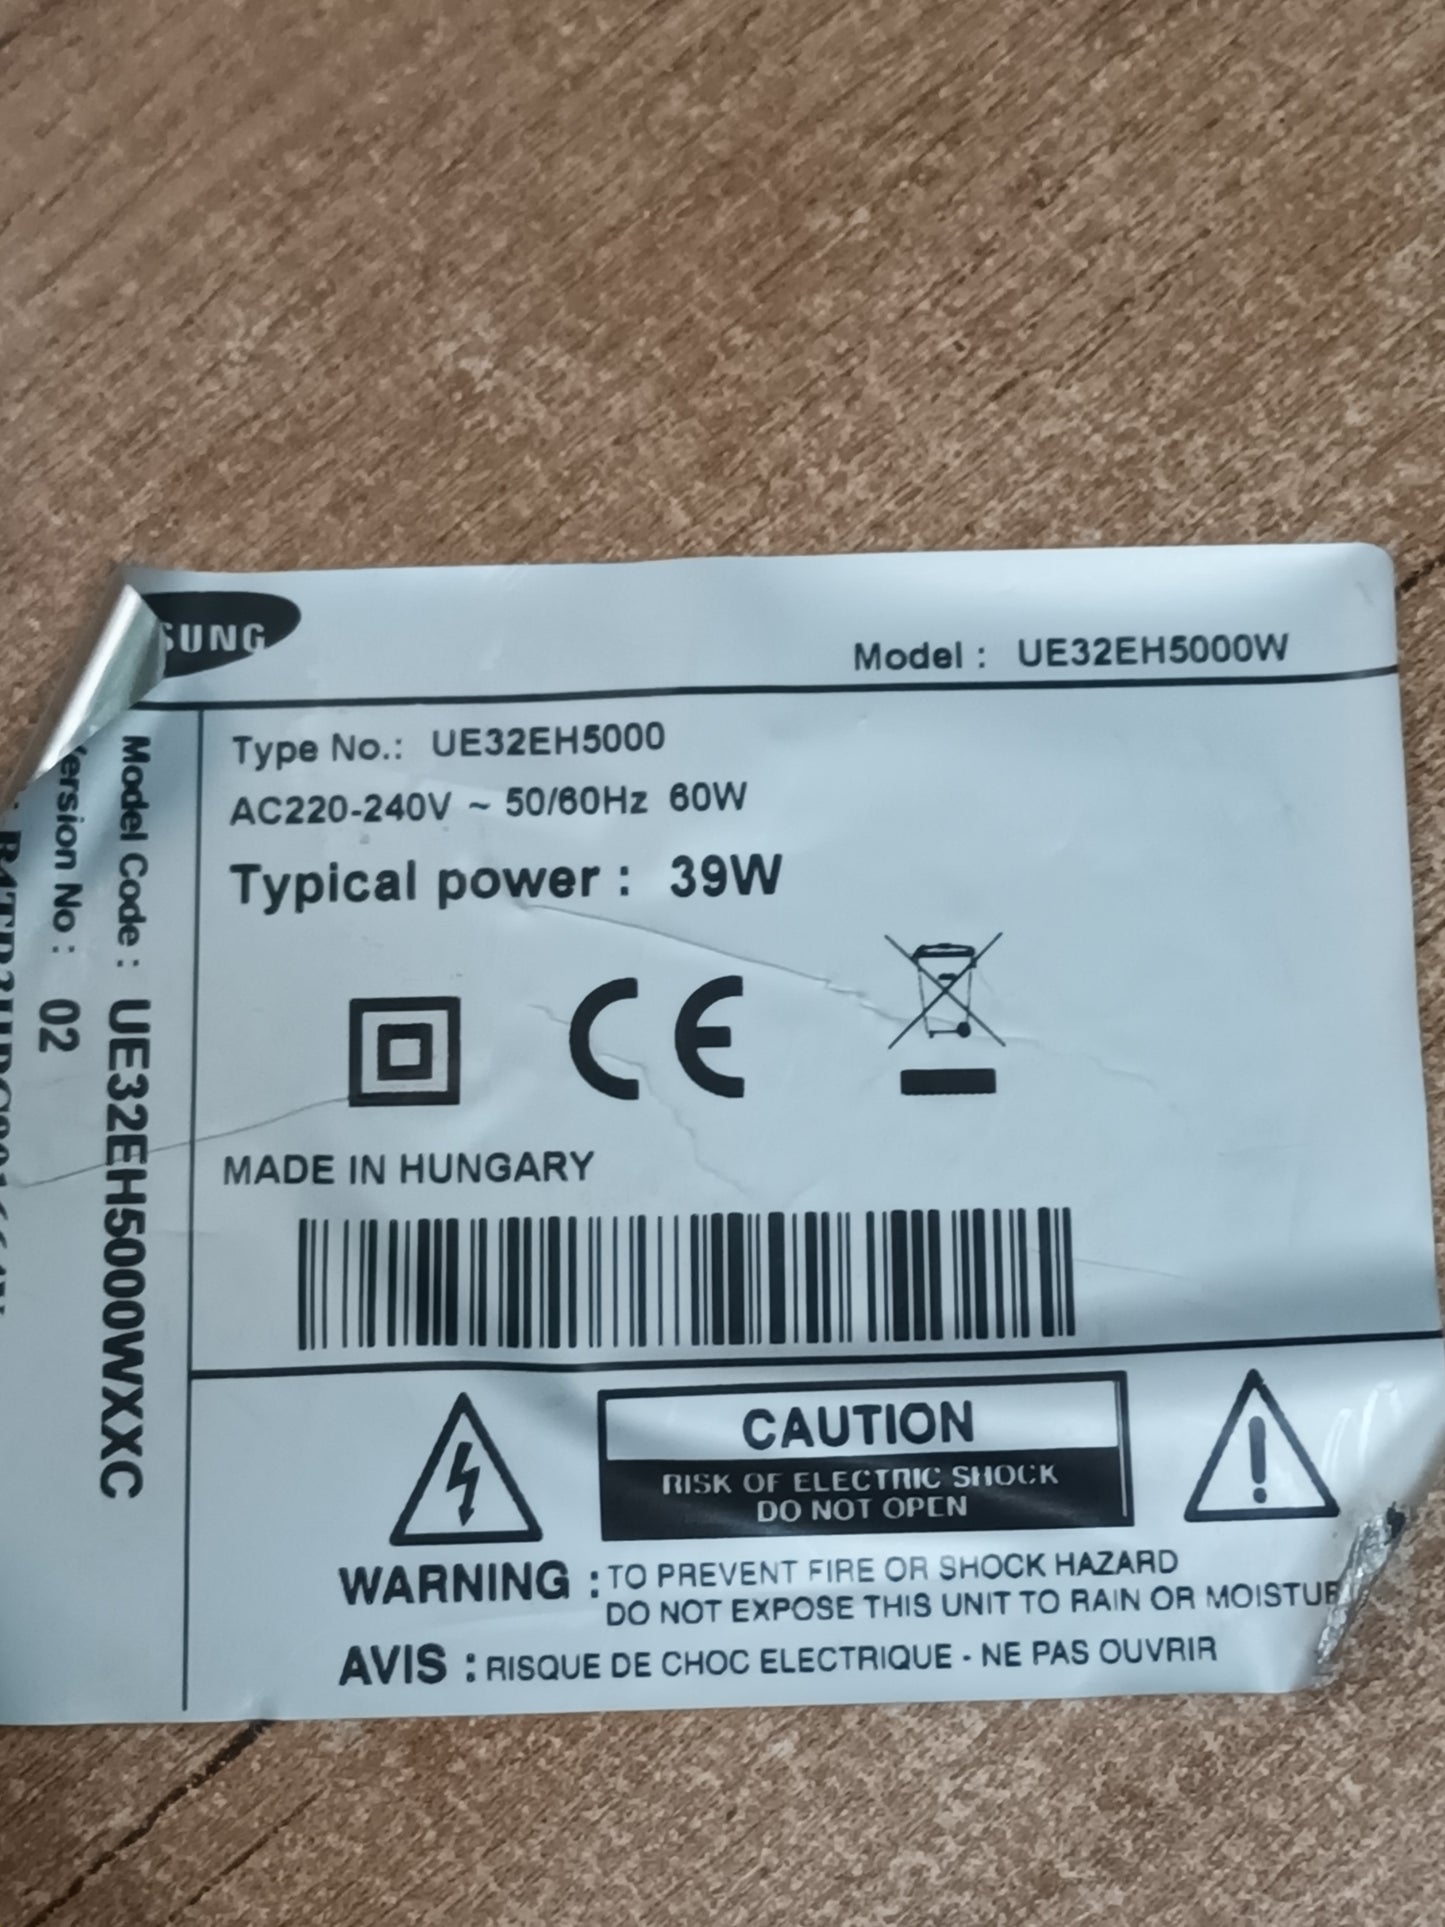 SUNG
Model : UE32EH5000W
Type No.: UE32EH5000
AC220-240V ~ 50/60Hz 60W
Typical power : 39W
CE
MADE IN HUNGARY
Model Code : UE32EH5000WXXC
ersion No : 02
CAUTION
RISK OF ELECTRIC SHOCK
DO NOT OPEN
WARNING : TO PREVENT FIRE OR SHOCK HAZARD
DO NOT EXPOSE THIS UNIT TO RAIN OR MOISTUR
AVIS : RISQUE DE CHOC ELECTRIQUE - NE PAS OUVRIR